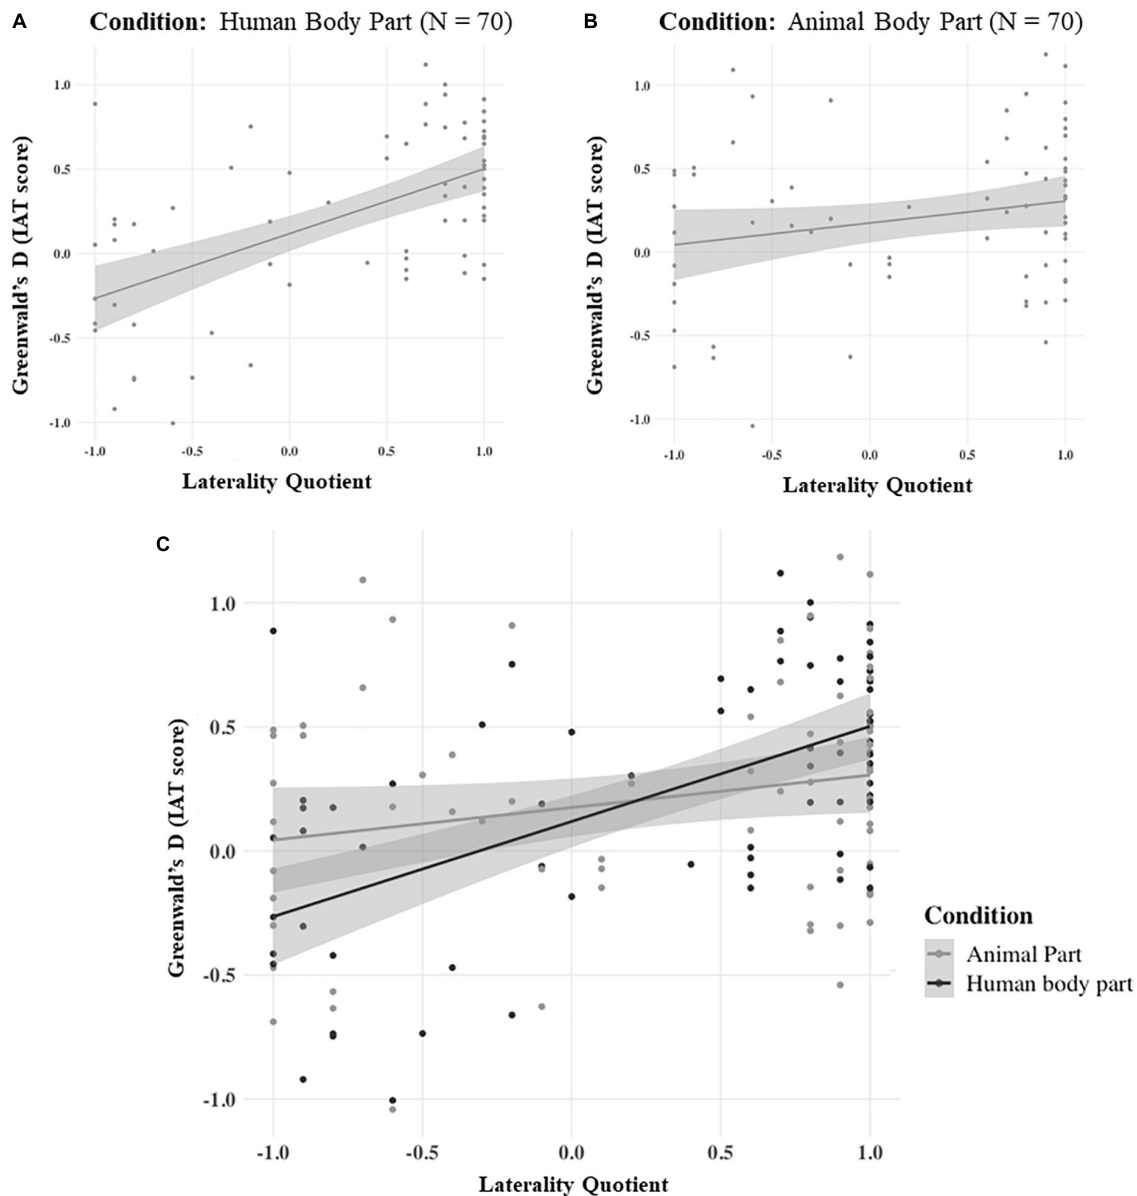 A
Condition: Human Body Part (N = 70)
Greenwald's D (IAT score)
1.0
0.5
0.0
-0.5
-1.0
-1.0 -0.5 0.0 0.5 1.0
Laterality Quotient
B
Condition: Animal Body Part (N = 70)
Greenwald's D (IAT score)
1.0
0.5
0.0
-0.5
-1.0
-1.0 -0.5 0.0 0.5 1.0
Laterality Quotient
C
Greenwald's D (IAT score)
1.0
0.5
0.0
-0.5
-1.0
-1.0 -0.5 0.0 0.5 1.0
Laterality Quotient
Condition
Animal Part
Human body part